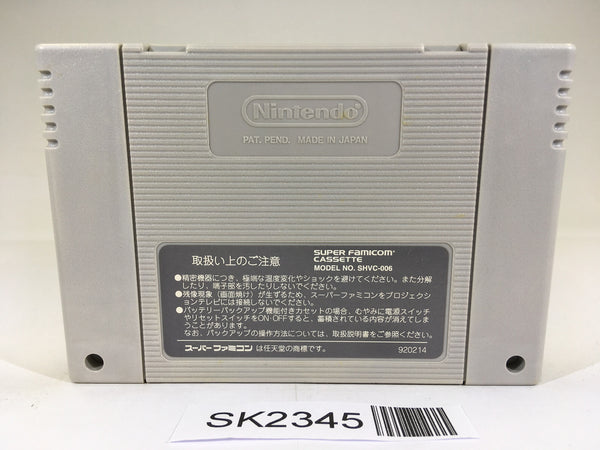 Nintendo
PAT. PEND. MADE IN JAPAN
取扱い上のご注意
SUPER FAMICOM
CASSETTE
MODEL NO. SHVC-006
●精密機器につき、極端な温度変化やショックを避けてください。また分解
したり、端子部を汚したりしないでください。
●残像現象（画面焼け）が生ずるため、スーパーファミコンをプロジェクシ
ョンテレビには接続しないでください。
●バッテリーバックアップ機能付きカセットの場合、むやみに電源スイッチ
やリセットスイッチをON・OFFすると、蓄積されている内容が消えてしま
うことがあります。
なお、バックアップの操作方法については、取扱説明書をご参照ください。
スーパーファミコン は任天堂の商標です。
920214
SK2345